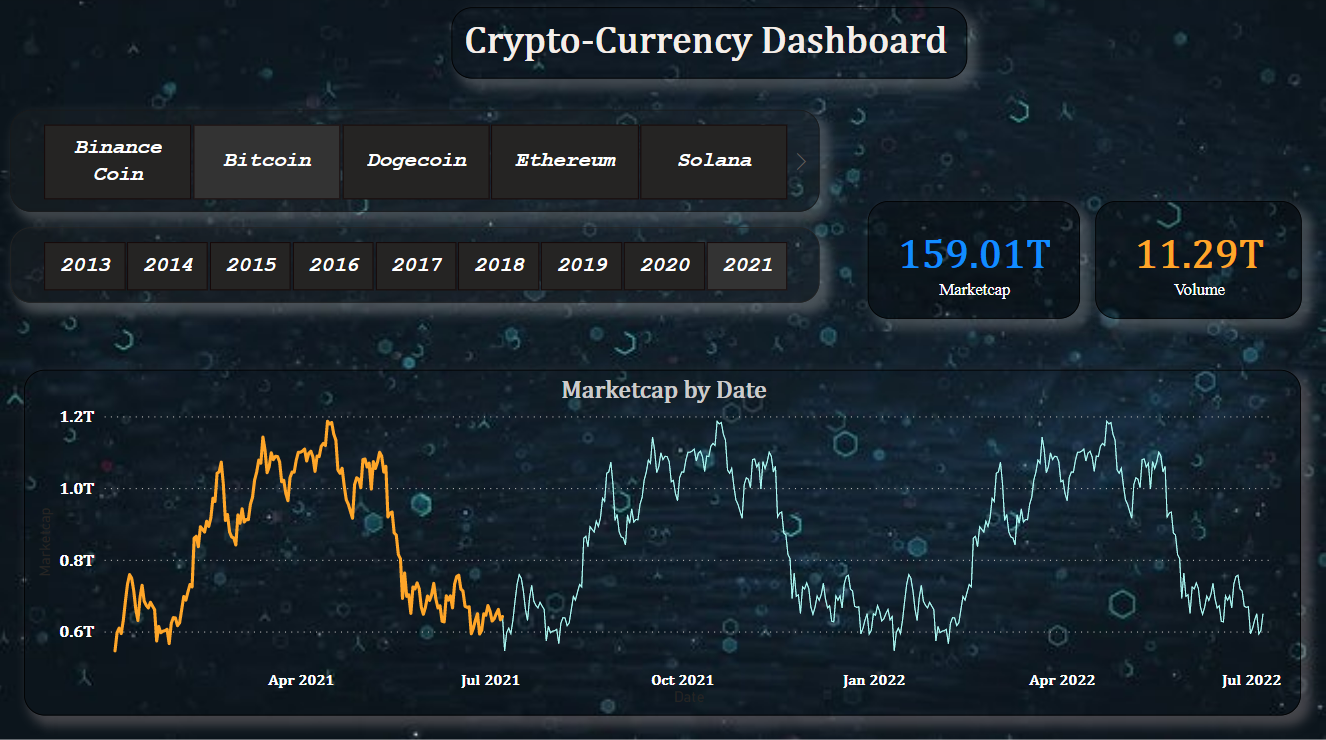 Crypto-Currency Dashboard
Binance
Coin
Bitcoin
Dogecoin
Ethereum
Solana
2013
2014
2015
2016
2017
2018
2019
2020
2021
159.01T
Marketcap
11.29T
Volume
Marketcap by Date
1.2T
1.0T
0.8T
0.6T
Marketcap
Apr 2021
Jul 2021
Oct 2021
Jan 2022
Apr 2022
Jul 2022
Date